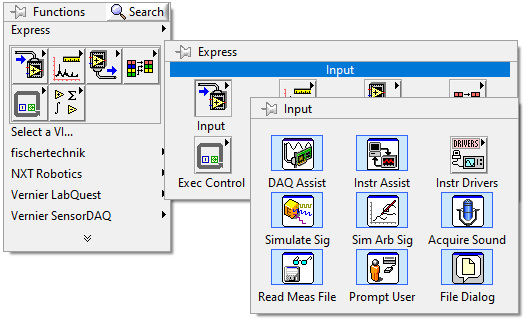 Functions
Search
Express
Select a VI...
fischertechnik
NXT Robotics
Vernier LabQuest
Vernier SensorDAQ
Express
Input
Input
Exec Control
Input
DAQ Assist
Instr Assist
DRIVERS
Instr Drivers
Simulate Sig
Sim Arb Sig
Acquire Sound
Read Meas File
Prompt User
File Dialog